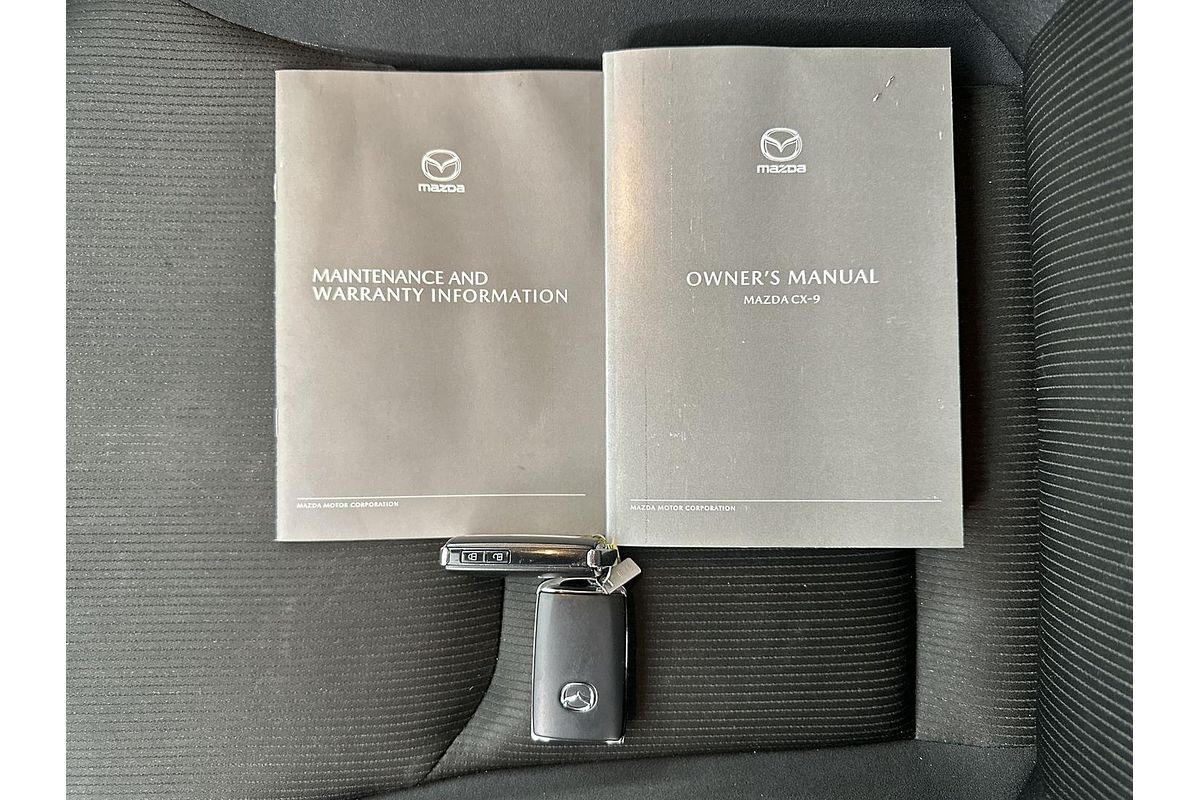 mazda
MAINTENANCE AND
WARRANTY INFORMATION
MAZDA MOTOR CORPORATION
mazda
OWNER'S MANUAL
MAZDA CX-9
MAZDA MOTOR CORPORATION